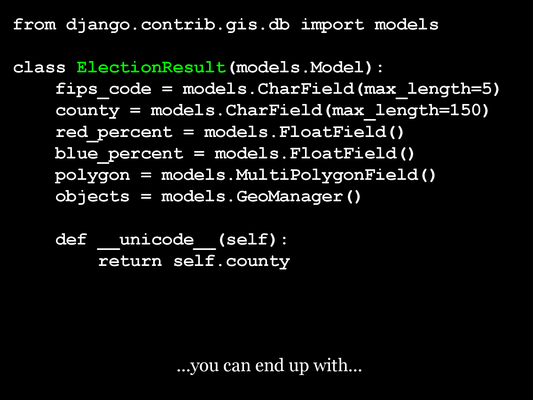 from django.contrib.gis.db import models
class ElectionResult(models.Model):
    fips_code = models.CharField(max_length=5)
    county = models.CharField(max_length=150)
    red_percent = models.FloatField()
    blue_percent = models.FloatField()
    polygon = models.MultiPolygonField()
    objects = models.GeoManager()
    def __unicode__(self):
        return self.county
...you can end up with...